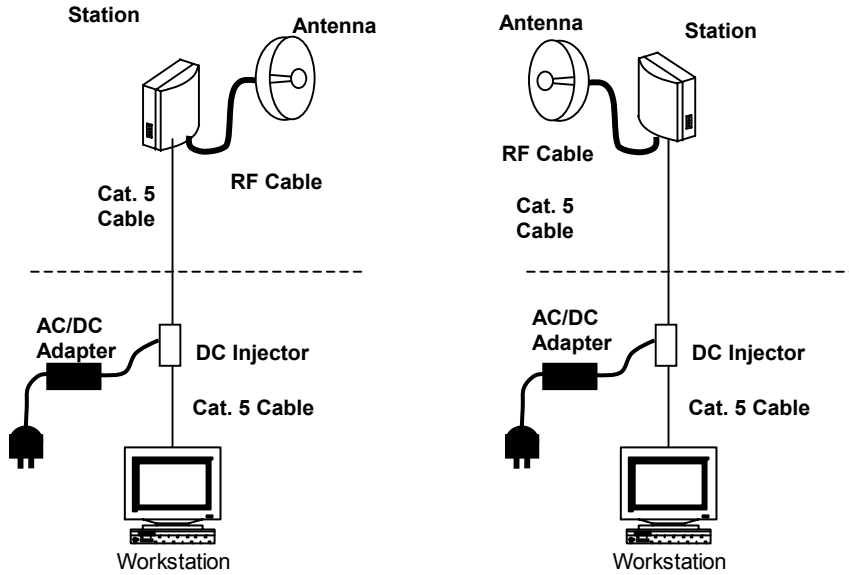 Station
Antenna
RF Cable
Cat. 5
Cable
AC/DC
Adapter
DC Injector
Cat. 5 Cable
Workstation
Antenna
Station
RF Cable
Cat. 5
Cable
AC/DC
Adapter
DC Injector
Cat. 5 Cable
Workstation